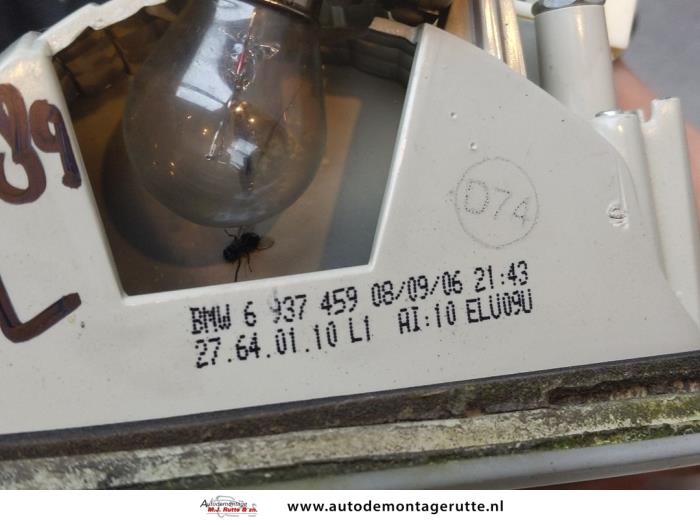 89
L
D74
BMW 6 937 459 08/09/06 21:43
27.64.01.10 L1 AI:10 ELV09U
Autodemontage
M.J. Rutte & zn.
www.autodemontagerutte.nl